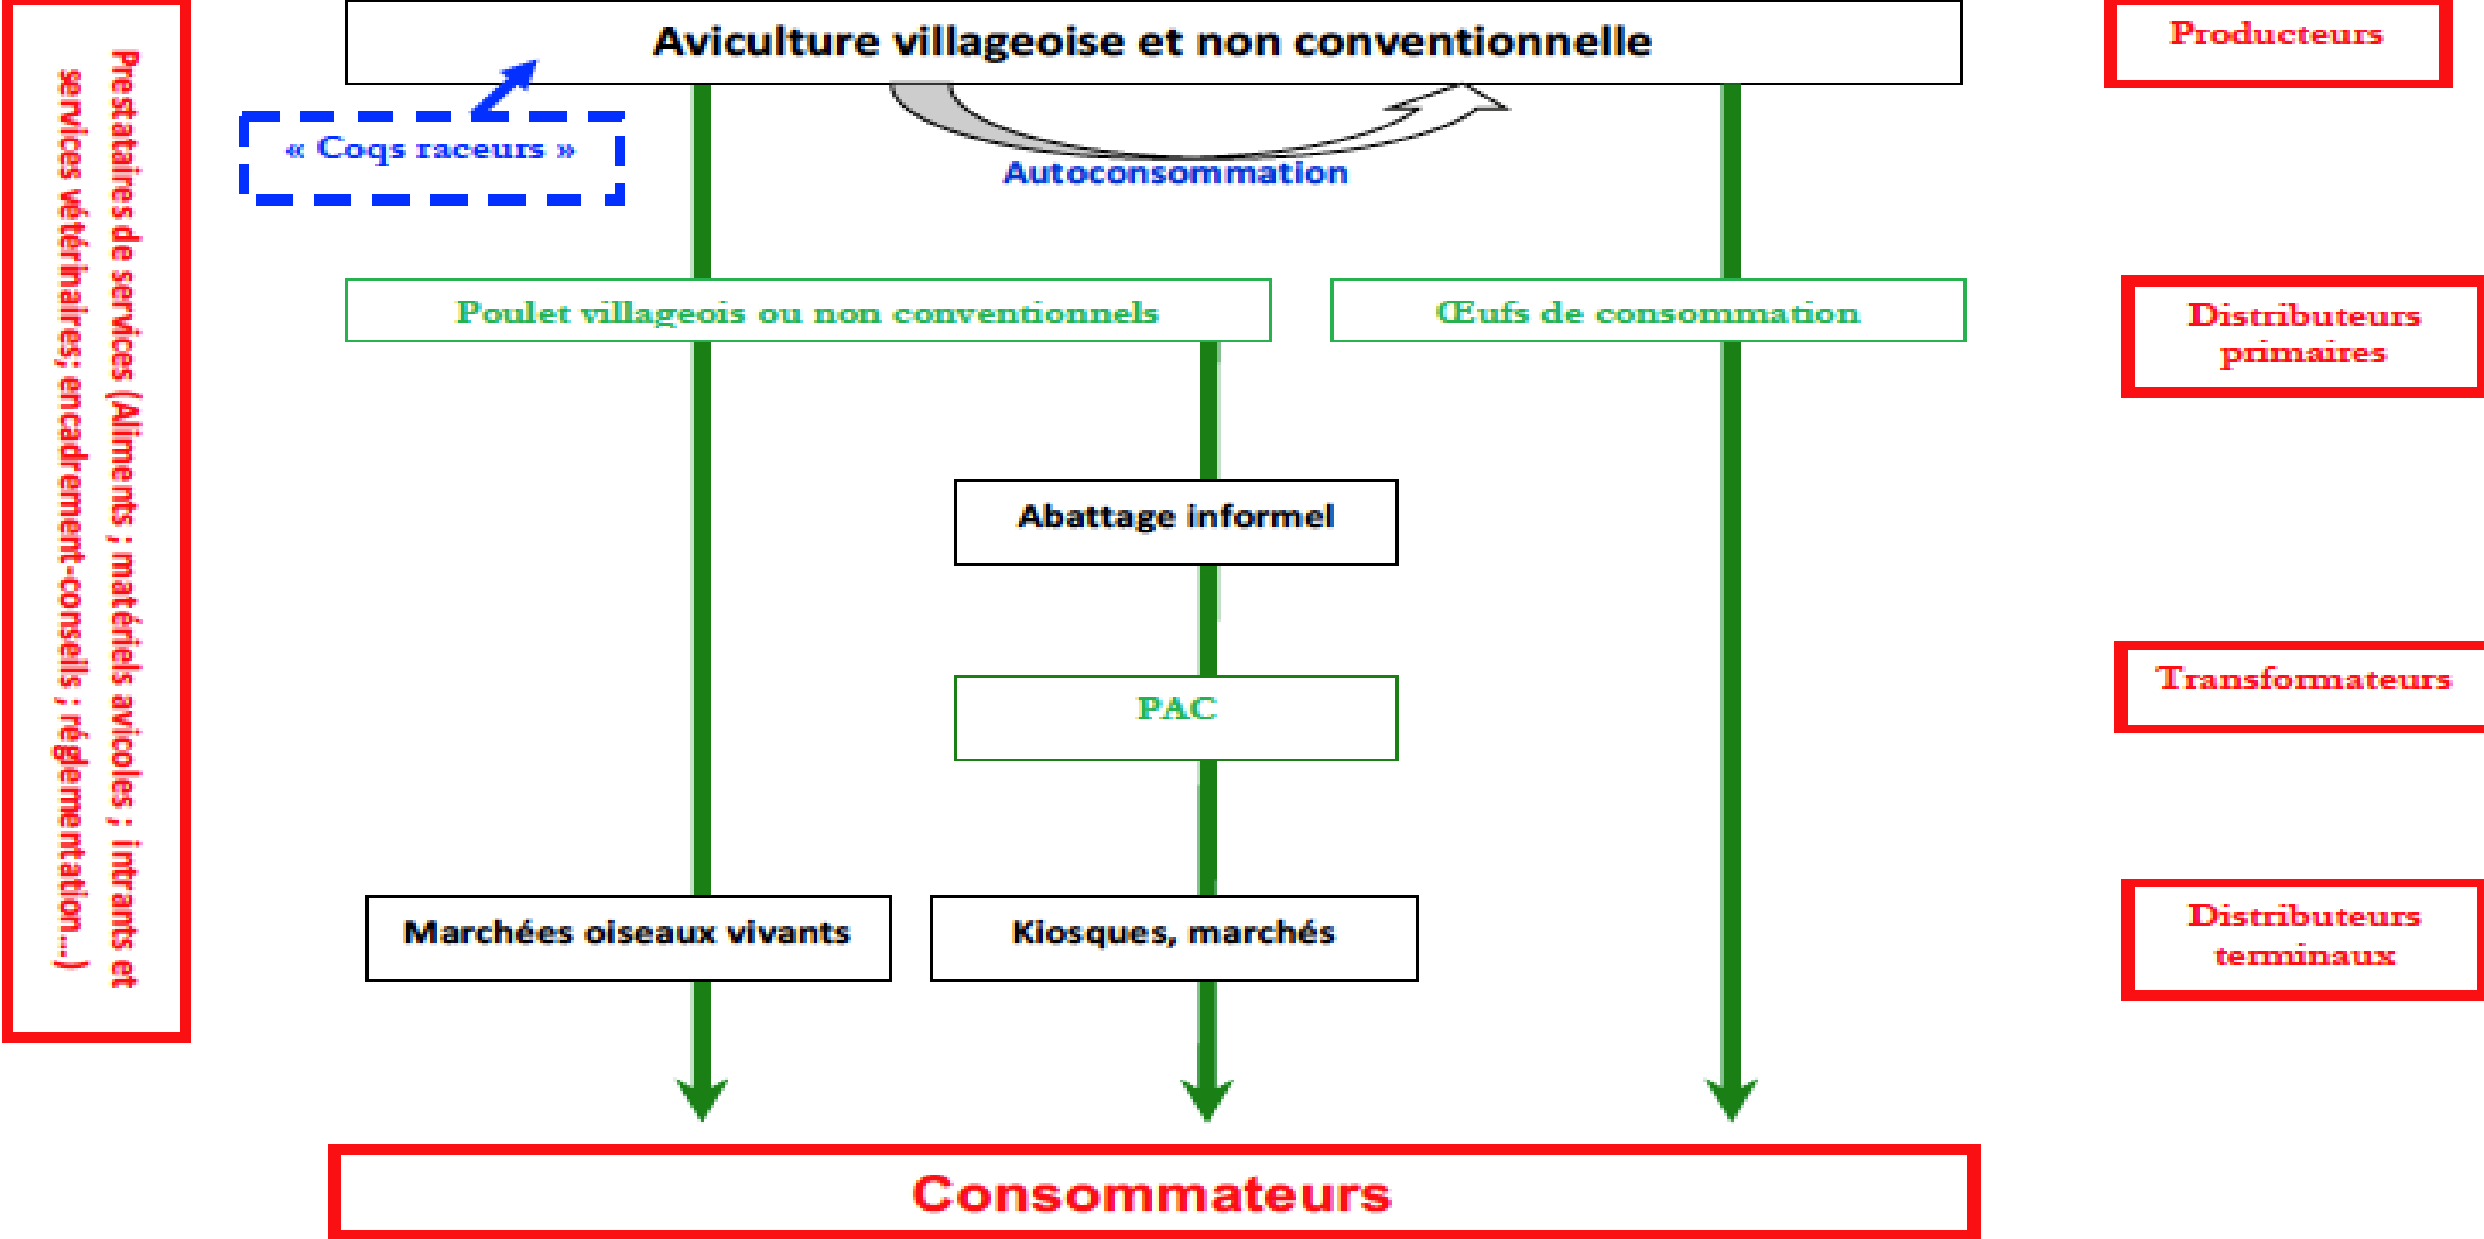 Prestataires de services (Aliments ; matériels avicoles ; intrants et
services vétérinaires; encadrement-conseils ; réglementation...)
Aviculture villageoise et non conventionnelle
Producteurs
« Coqs raceurs »
Autoconsommation
Poulet villageois ou non conventionnels
Œufs de consommation
Distributeurs
primaires
Abattage informel
PAC
Transformateurs
Marchées oiseaux vivants
Kiosques, marchés
Distributeurs
terminaux
Consommateurs